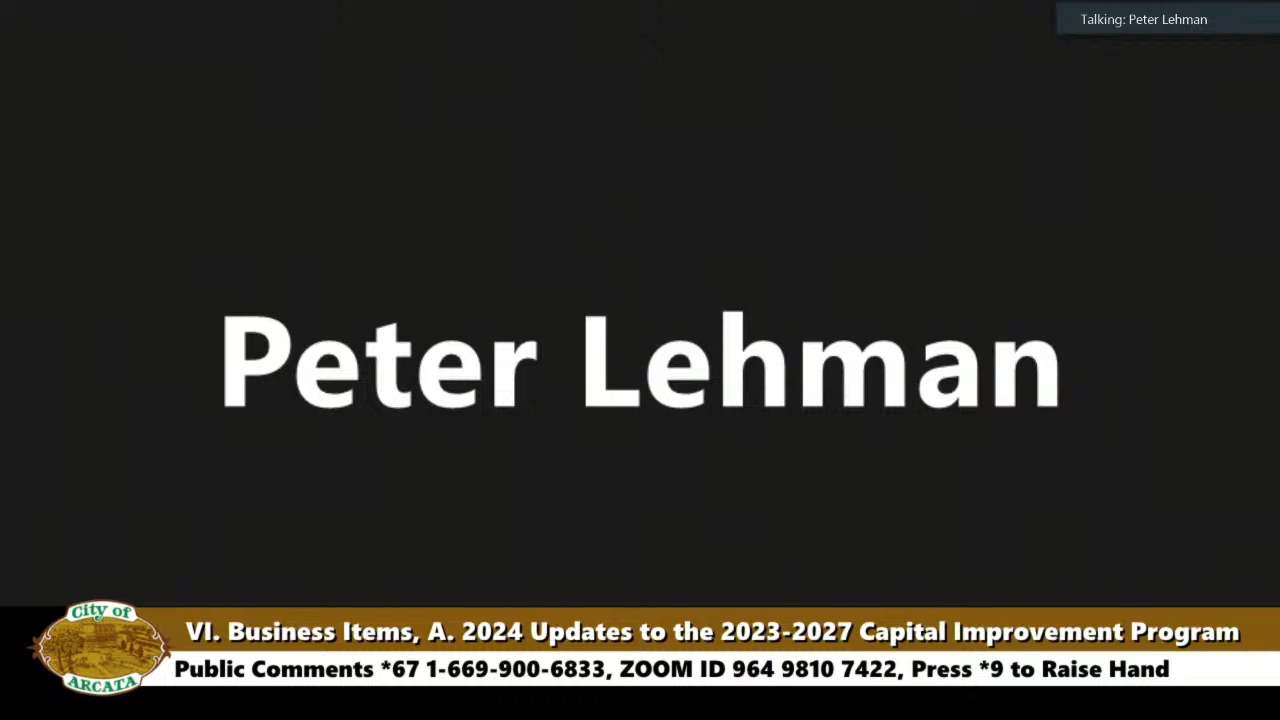 Talking: Peter Lehman
Peter Lehman
City of
ARCATA
VI. Business Items, A. 2024 Updates to the 2023-2027 Capital Improvement Program
Public Comments *67 1-669-900-6833, ZOOM ID 964 9810 7422, Press *9 to Raise Hand